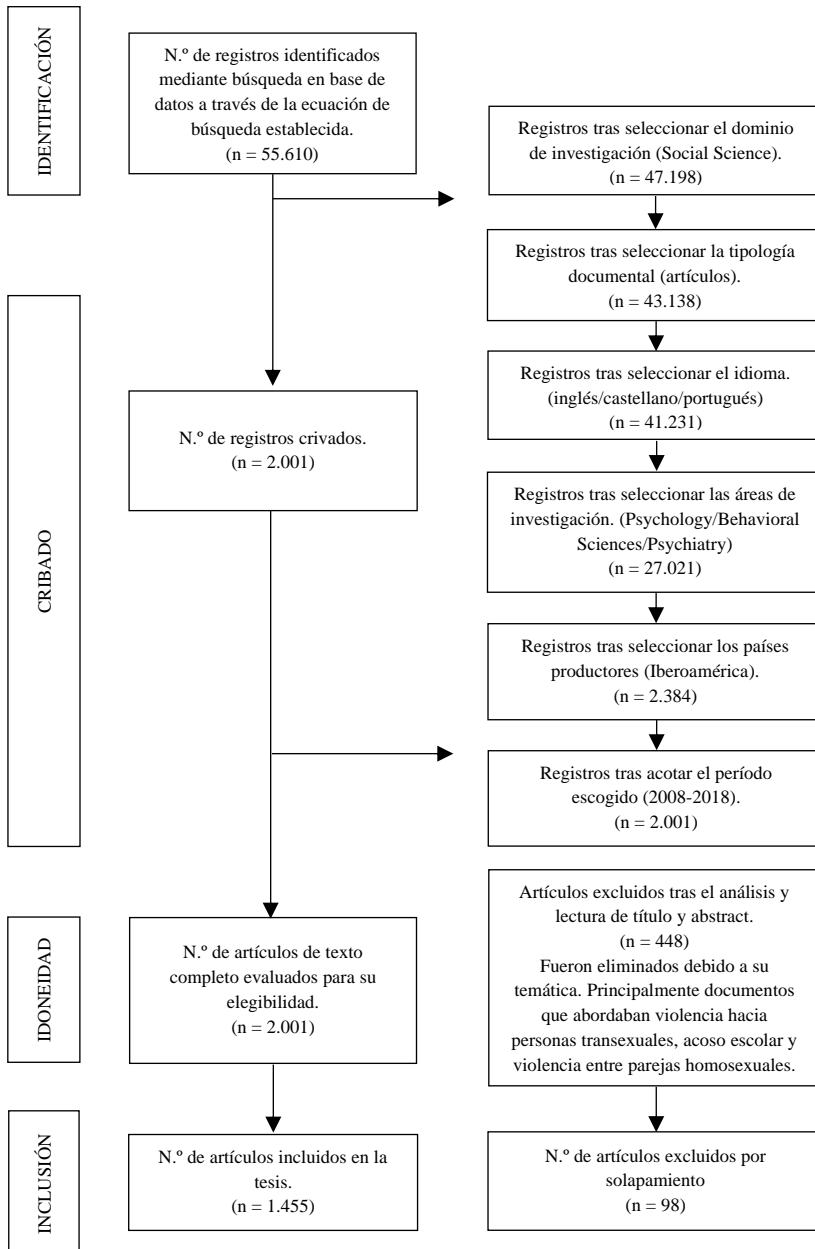 IDENTIFICACIÓN
N.º de registros identificados
mediante búsqueda en base de
datos a través de la ecuación de
búsqueda establecida.
(n = 55.610)
Registros tras seleccionar el dominio
de investigación (Social Science).
(n = 47.198)
Registros tras seleccionar la tipología
documental (artículos).
(n = 43.138)
Registros tras seleccionar el idioma.
(inglés/castellano/portugués)
(n = 41.231)
CRIBADO
N.º de registros crivados.
(n = 2.001)
Registros tras seleccionar las áreas de
investigación. (Psychology/Behavioral
Sciences/Psychiatry)
(n = 27.021)
Registros tras seleccionar los países
productores (Iberoamérica).
(n = 2.384)
Registros tras acotar el período
escogido (2008-2018).
(n = 2.001)
IDONEIDAD
N.º de artículos de texto
completo evaluados para su
elegibilidad.
(n = 2.001)
Artículos excluidos tras el análisis y
lectura de título y abstract.
(n = 448)
Fueron eliminados debido a su
temática. Principalmente documentos
que abordaban violencia hacia
personas transexuales, acoso escolar y
violencia entre parejas homosexuales.
INCLUSIÓN
N.º de artículos incluidos en la
tesis.
(n = 1.455)
N.º de artículos excluidos por
solapamiento
(n = 98)